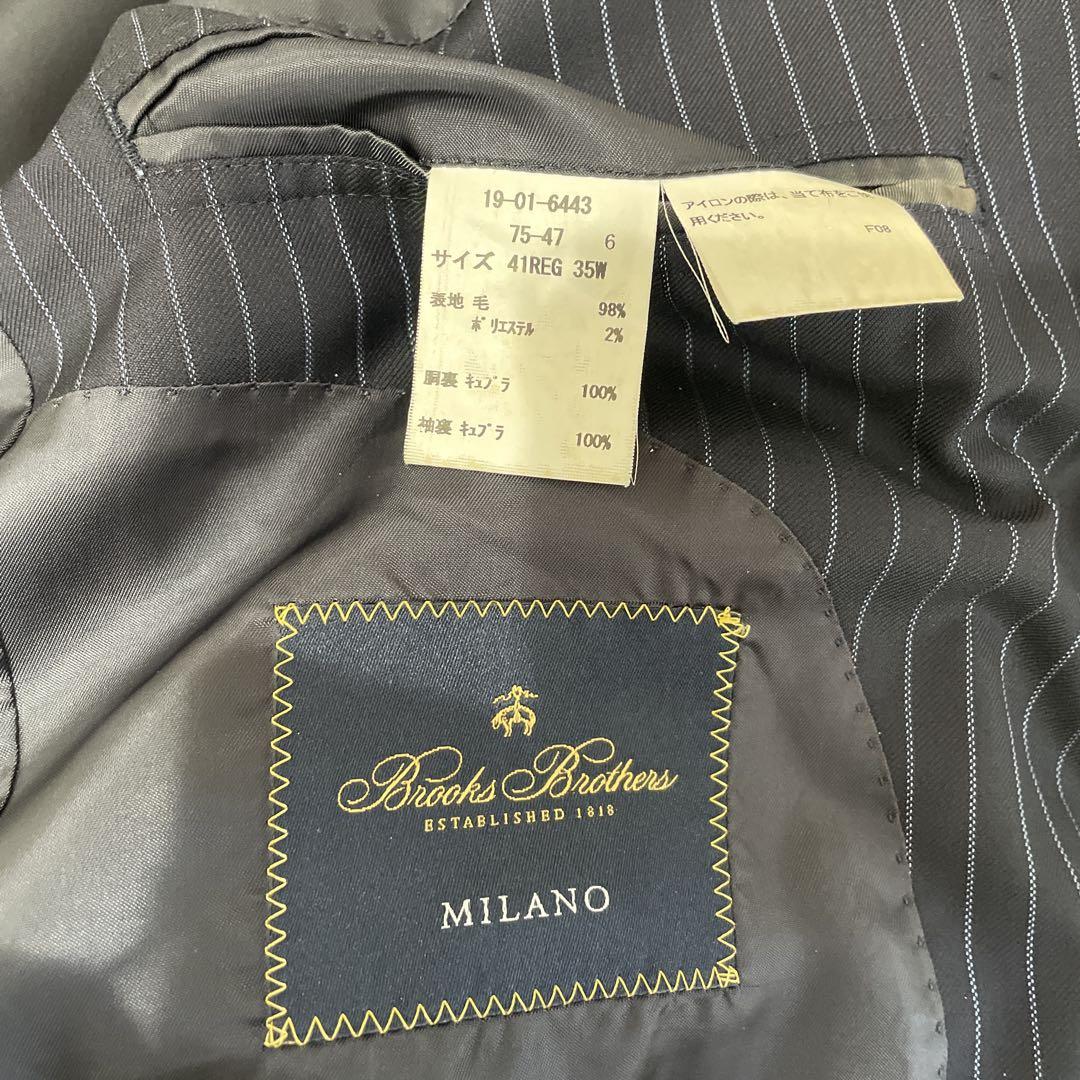 19-01-6443
75-47 6
サイズ 41REG 35W
表地 毛 98%
ポリエステル 2%
胴裏 キュプラ 100%
袖裏 キュプラ 100%
アイロンの際は、当て布をご
用ください。
F08
Brooks Brothers
ESTABLISHED 1818
MILANO